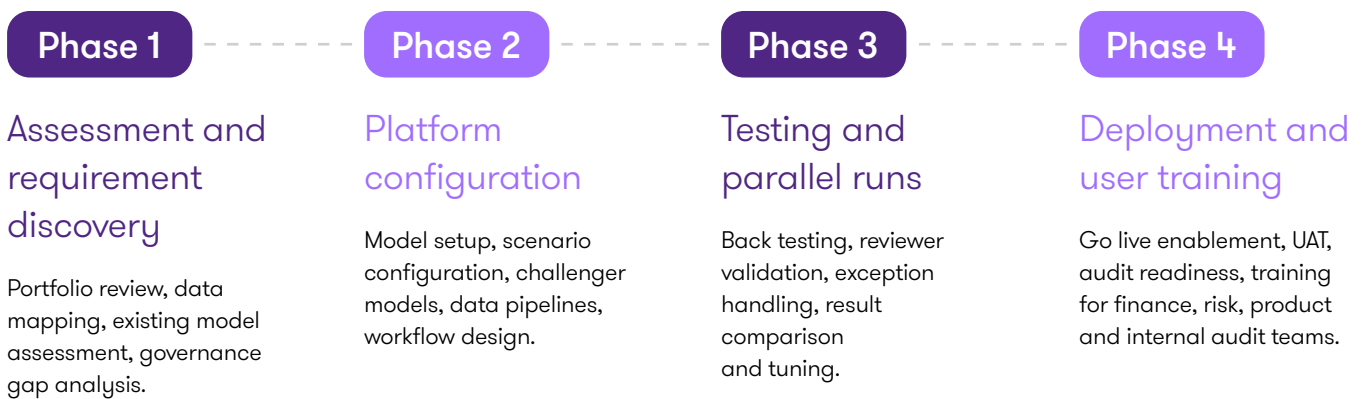 Phase 1
Assessment and
requirement
discovery
Portfolio review, data
mapping, existing model
assessment, governance
gap analysis.
Phase 2
Platform
configuration
Model setup, scenario
configuration, challenger
models, data pipelines,
workflow design.
Phase 3
Testing and
parallel runs
Back testing, reviewer
validation, exception
handling, result
comparison
and tuning.
Phase 4
Deployment and
user training
Go live enablement, UAT,
audit readiness, training
for finance, risk, product
and internal audit teams.